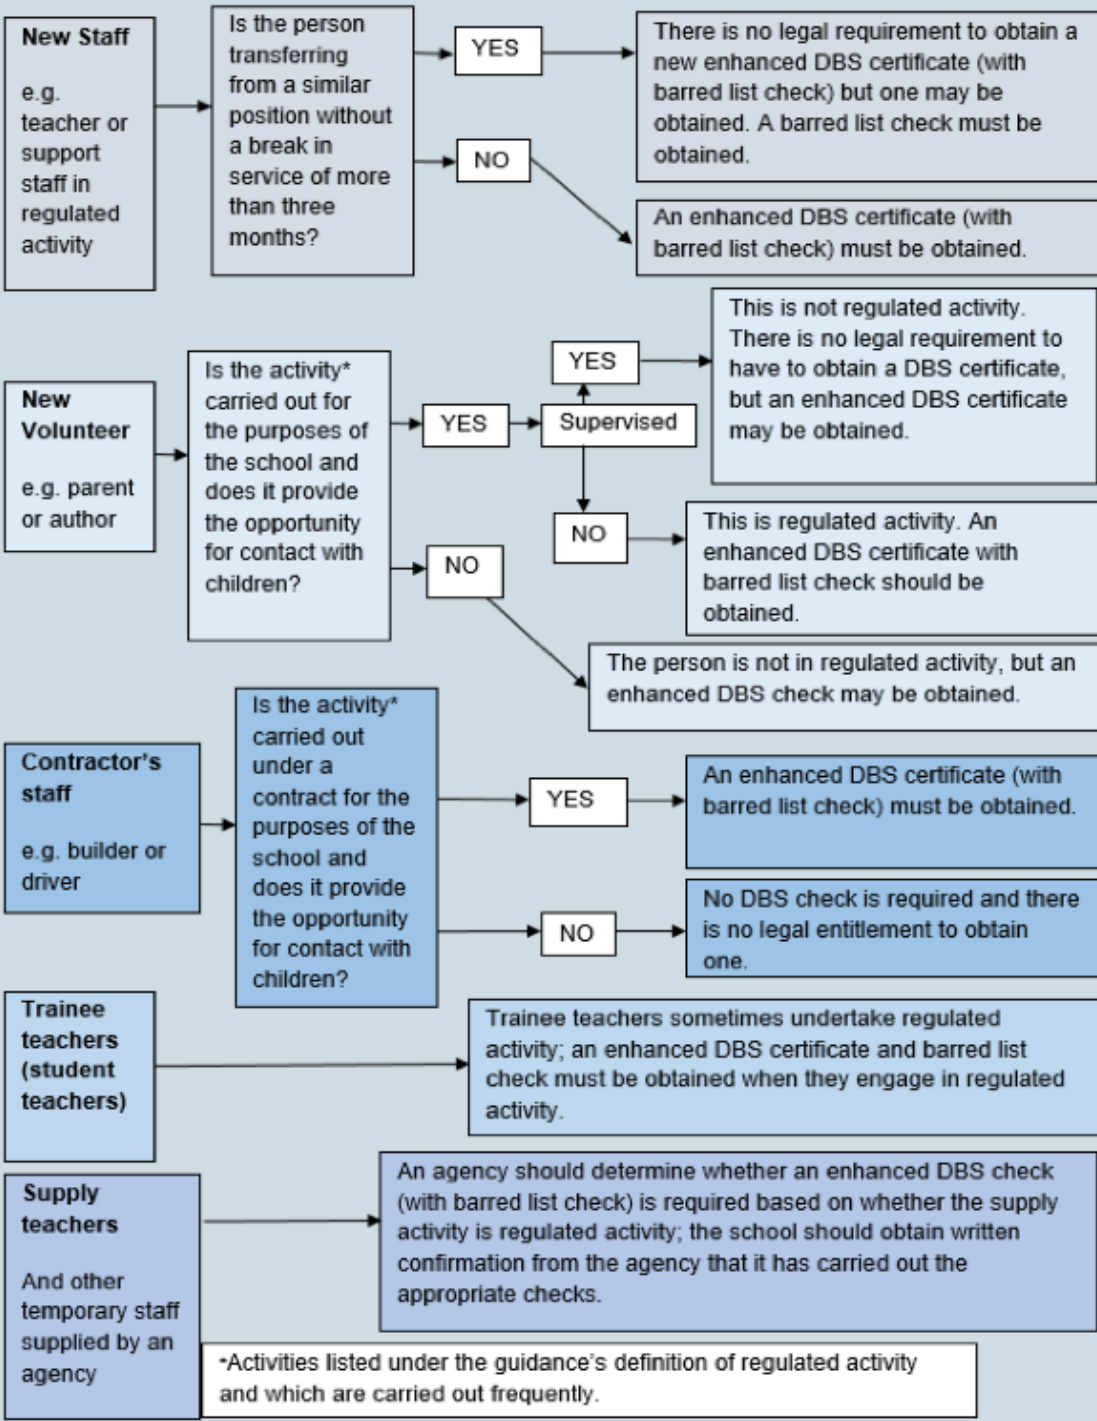 New Staff
e.g.
teacher or
support
staff in
regulated
activity
Is the person
transferring
from a similar
position without
a break in
service of more
than three
months?
YES
There is no legal requirement to obtain a
new enhanced DBS certificate (with
barred list check) but one may be
obtained. A barred list check must be
obtained.
NO
An enhanced DBS certificate (with
barred list check) must be obtained.
New
Volunteer
e.g. parent
or author
Is the activity*
carried out for
the purposes of
the school and
does it provide
the opportunity
for contact with
children?
YES
Supervised
YES
This is not regulated activity.
There is no legal requirement to
have to obtain a DBS certificate,
but an enhanced DBS certificate
may be obtained.
NO
This is regulated activity. An
enhanced DBS certificate with
barred list check should be
obtained.
NO
The person is not in regulated activity, but an
enhanced DBS check may be obtained.
Contractor's
staff
e.g. builder or
driver
Is the activity*
carried out
under a
contract for the
purposes of the
school and
does it provide
the opportunity
for contact with
children?
YES
An enhanced DBS certificate (with
barred list check) must be obtained.
NO
No DBS check is required and there
is no legal entitlement to obtain
one.
Trainee
teachers
(student
teachers)
Trainee teachers sometimes undertake regulated
activity; an enhanced DBS certificate and barred list
check must be obtained when they engage in regulated
activity.
Supply
teachers
And other
temporary staff
supplied by an
agency
An agency should determine whether an enhanced DBS check
(with barred list check) is required based on whether the supply
activity is regulated activity; the school should obtain written
confirmation from the agency that it has carried out the
appropriate checks.
*Activities listed under the guidance's definition of regulated activity
and which are carried out frequently.